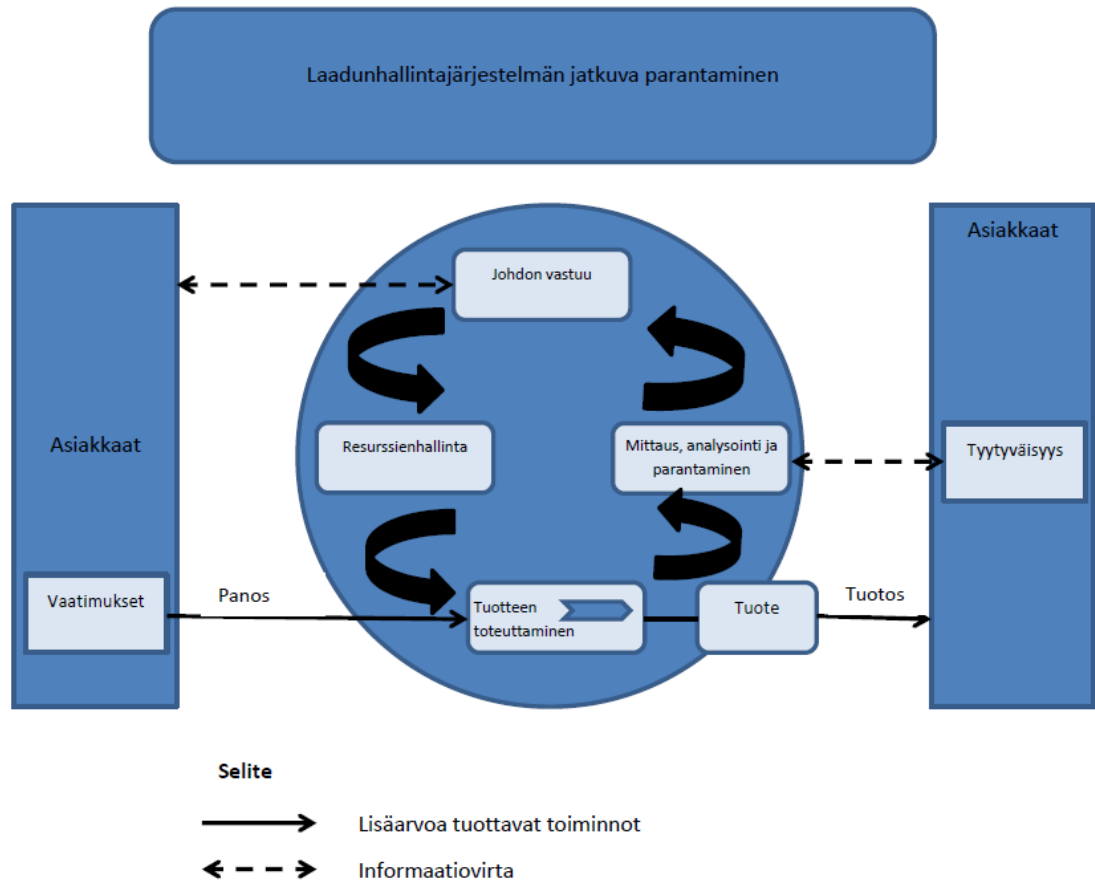 Laadunhallintajärjestelmän jatkuva parantaminen
Asiakkaat
Asiakkaat
Johdon vastuu
Resurssienhallinta
Mittaus, analysointi ja
parantaminen
Tyytyväisyys
Vaatimukset
Panos
Tuotteen
toteuttaminen
Tuote
Tuotos
Selite
Lisäarvoa tuottavat toiminnot
Informaatiovirta